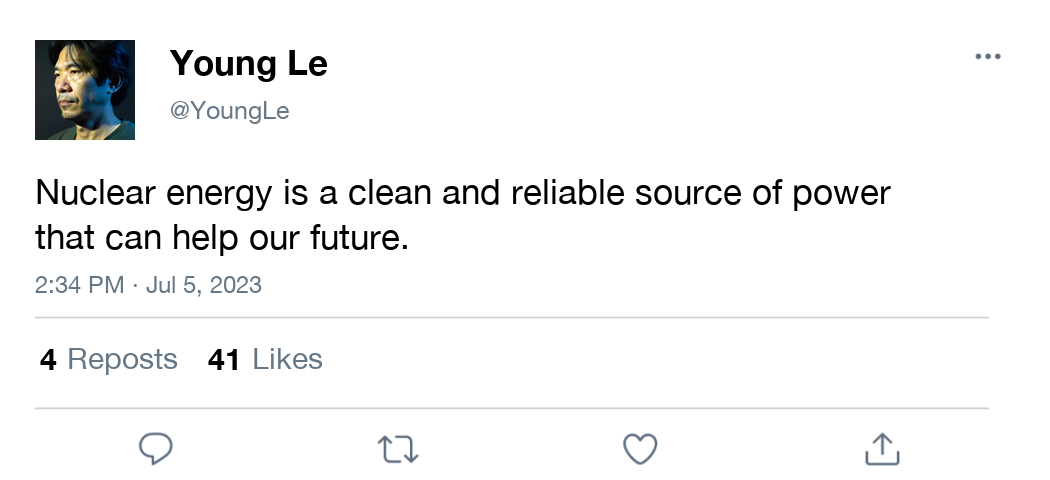 Young Le
@YoungLe
Nuclear energy is a clean and reliable source of power
that can help our future.
2:34 PM · Jul 5, 2023
4 Reposts 41 Likes